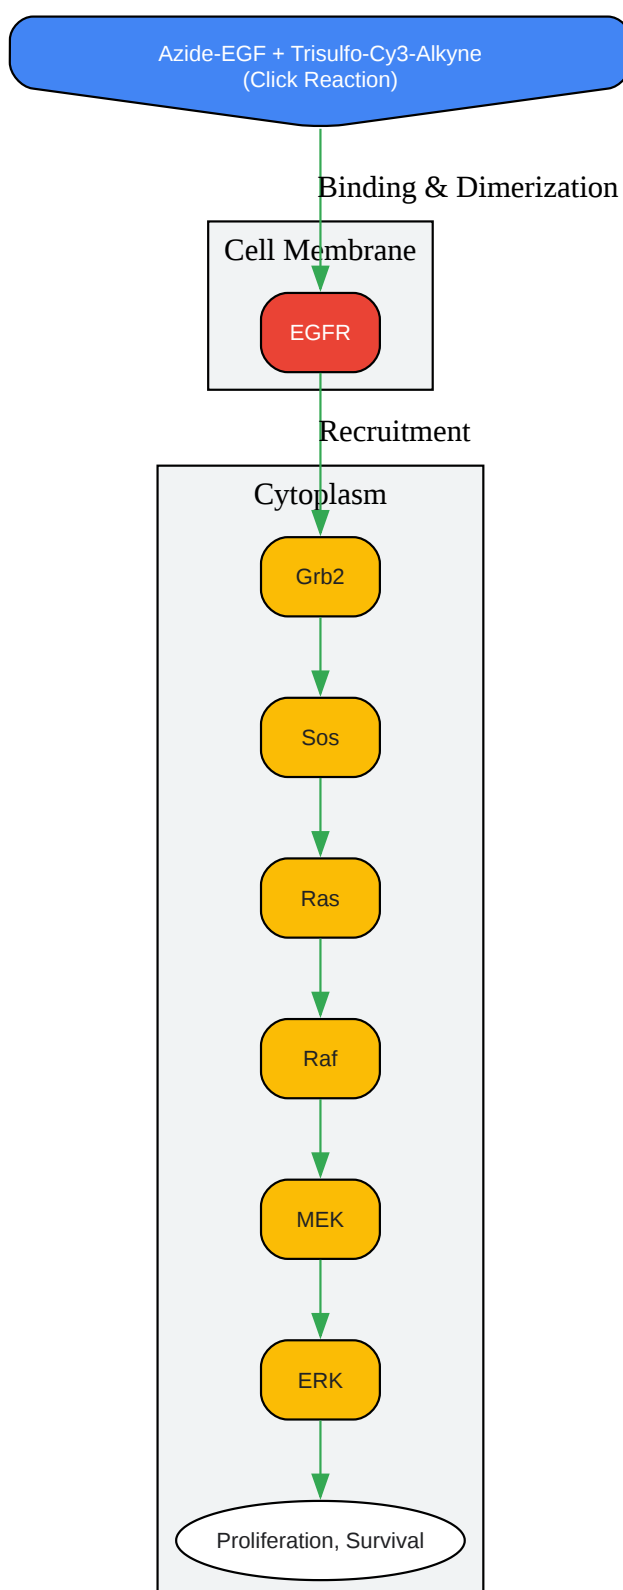 Azide-EGF + Trisulfo-Cy3-Alkyne
(Click Reaction)
Binding & Dimerization
Cell Membrane
EGFR
Recruitment
Cytoplasm
Grb2
Sos
Ras
Raf
MEK
ERK
Proliferation, Survival